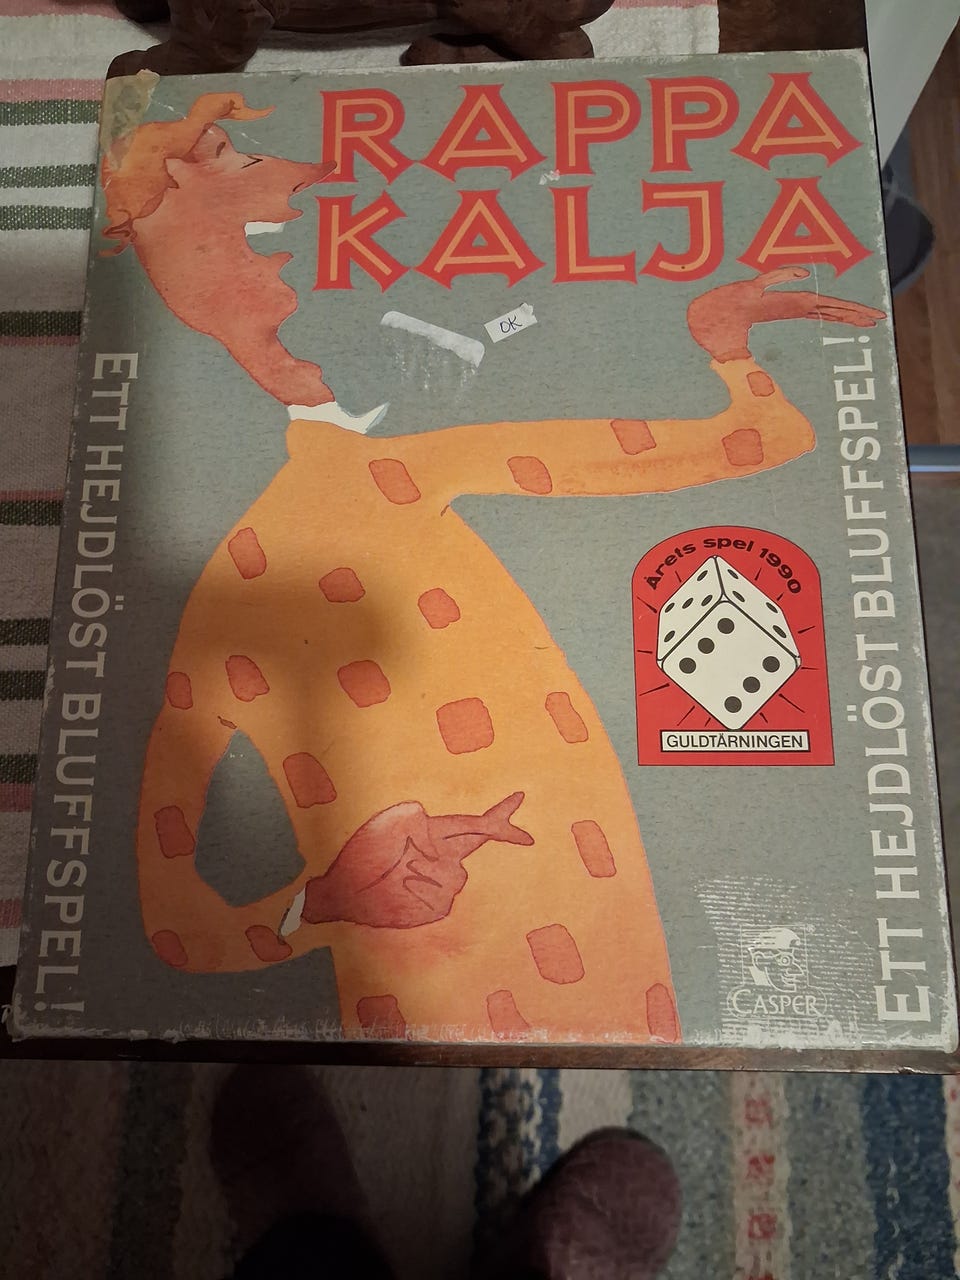 RAPPA
KALJA
OK
ETT HEJDLÖST BLUFFSPEL!
ETT HEJDLÖST BLUFFSPEL!
Årets spel 1990
GULDTÄRNINGEN
CASPER